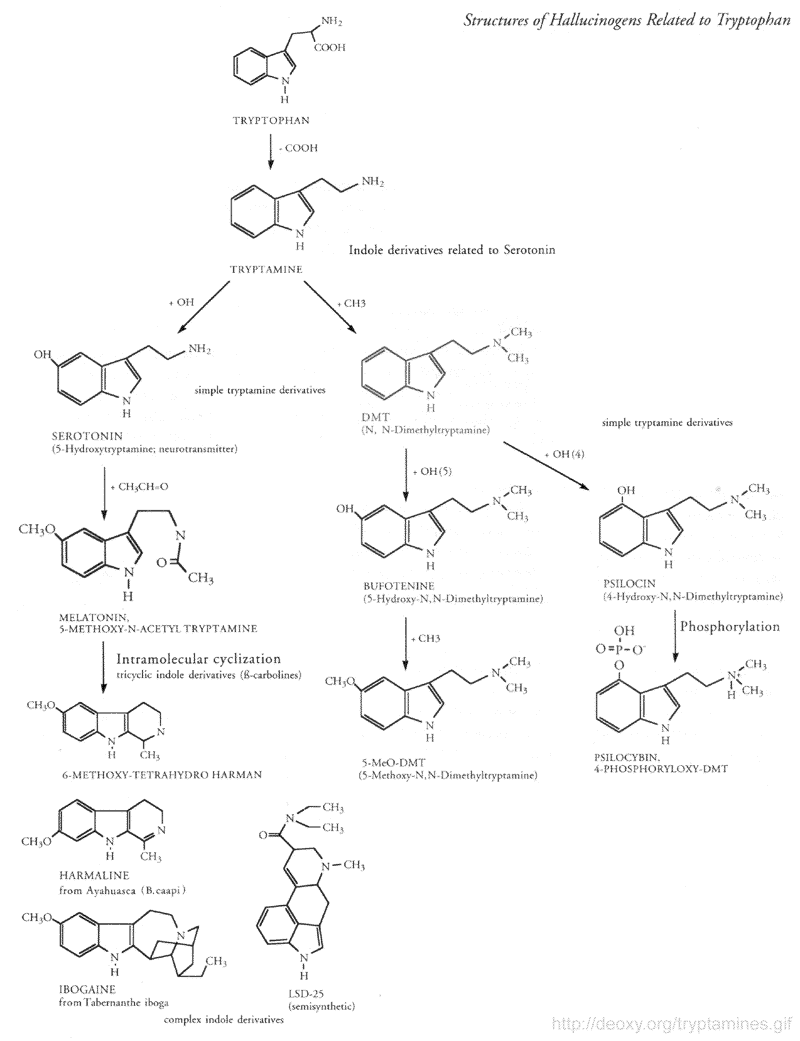 Structures of Hallucinogens Related to Tryptophan
NH₂
COOH
N
H
TRYPTOPHAN
- COOH
NH₂
N
H
Indole derivatives related to Serotonin
TRYPTAMINE
+ OH
+ CH3
OH
NH₂
N
H
simple tryptamine derivatives
SEROTONIN
(5-Hydroxytryptamine; neurotransmitter)
CH₃
N
CH₃
N
H
DMT
(N, N-Dimethyltryptamine)
simple tryptamine derivatives
+ CH₃CH=O
+ OH(5)
+ OH(4)
CH₃O
N
O
CH₃
N
H
MELATONIN,
5-METHOXY-N-ACETYL TRYPTAMINE
OH
CH₃
N
CH₃
N
H
BUFOTENINE
(5-Hydroxy-N,N-Dimethyltryptamine)
OH
CH₃
N
CH₃
N
H
PSILOCIN
(4-Hydroxy-N,N-Dimethyltryptamine)
Intramolecular cyclization
tricyclic indole derivatives (ß-carbolines)
+ CH3
Phosphorylation
CH₃O
N
N
H
CH₃
6-METHOXY-TETRAHYDRO HARMAN
CH₃O
CH₃
N
CH₃
N
H
5-MeO-DMT
(5-Methoxy-N,N-Dimethyltryptamine)
OH
O=P-O⁻
O
CH₃
N⁺
H
CH₃
N
H
PSILOCYBIN,
4-PHOSPHORYLOXY-DMT
CH₃O
N
N
H
CH₃
HARMALINE
from Ayahuasca (B. caapi)
CH₃O
N
N
H
CH₃
IBOGAINE
from Tabernanthe iboga
CH₃
N
CH₃
O
N-CH₃
N
H
LSD-25
(semisynthetic)
complex indole derivatives
http://deoxy.org/tryptamines.gif